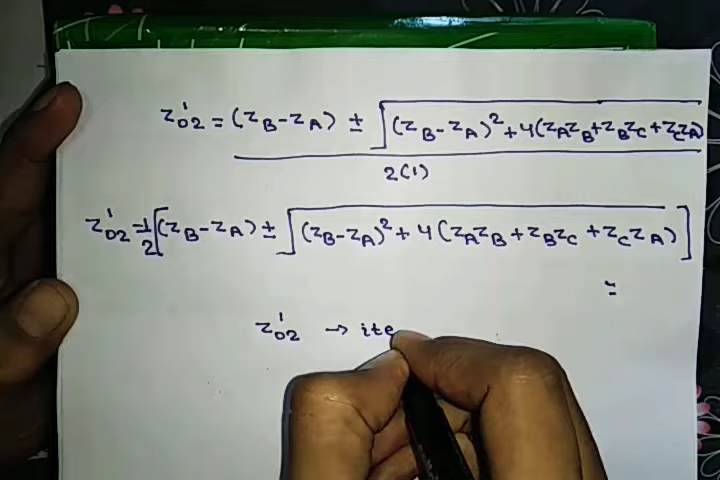 z'02 = (zB-zA) ± √(zB-zA)²+4(zAzB+zBzC+zCzA)
2(1)
z'02 = 1/2[(zB-zA) ± √(zB-zA)²+4(zAzB+zBzC+zCzA)]
z'02 → ite